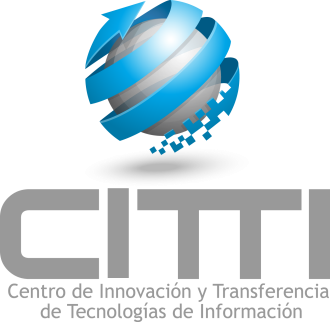 CITTI
Centro de Innovación y Transferencia
de Tecnologías de Información